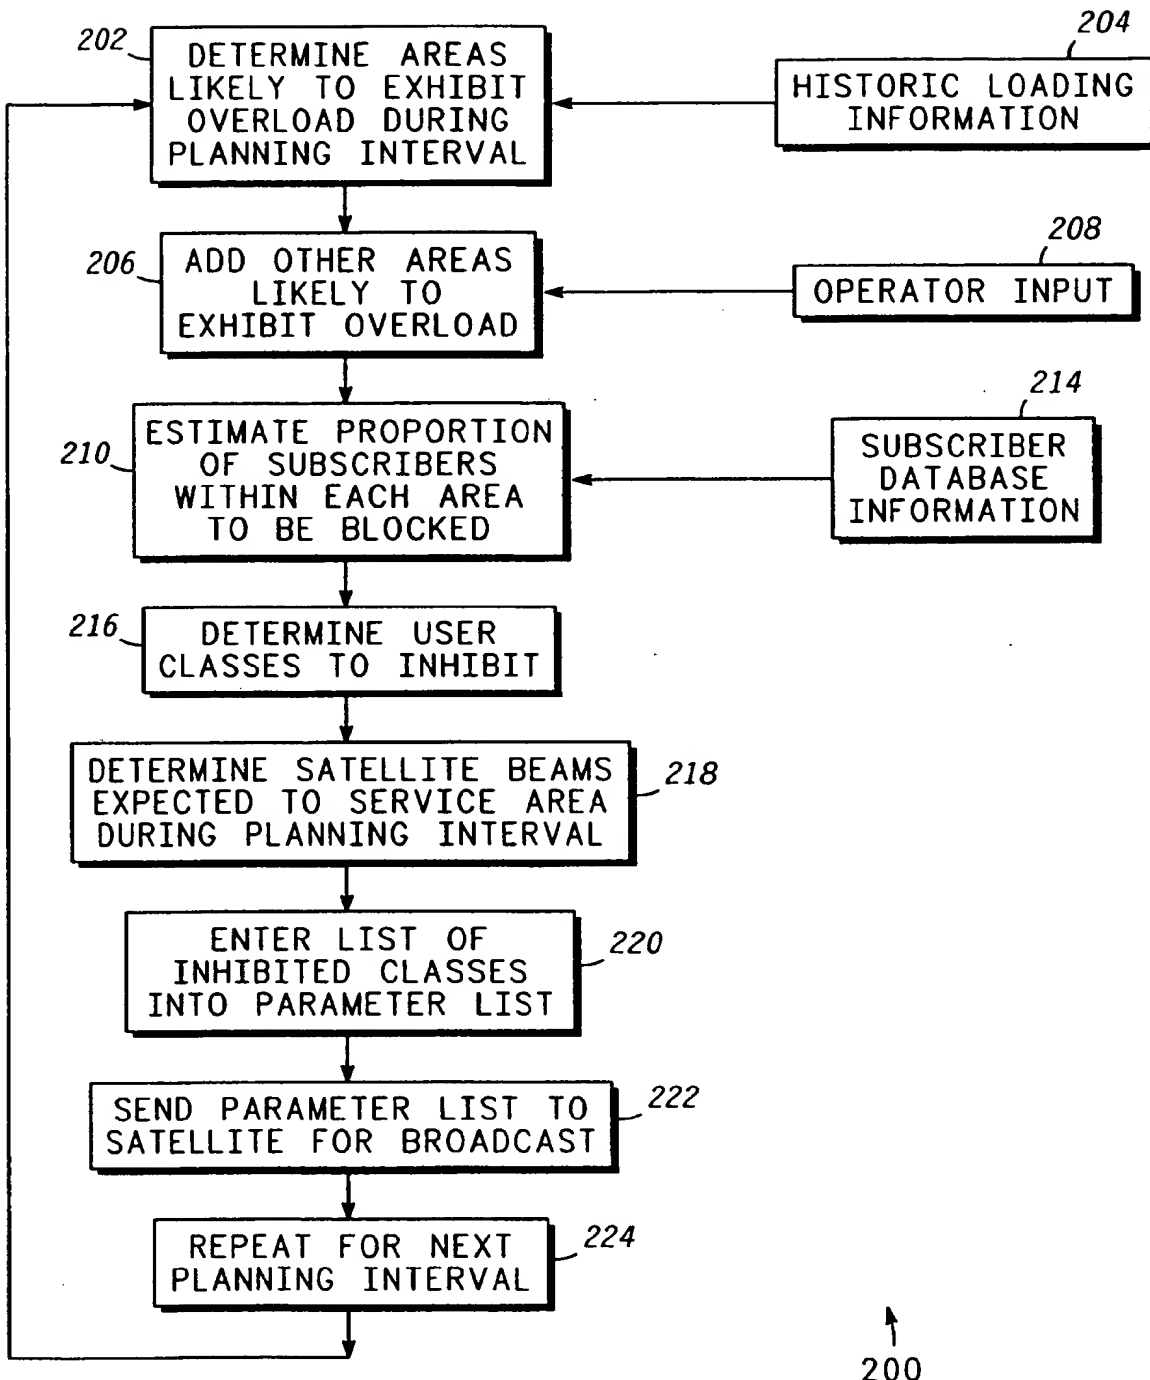 202
DETERMINE AREAS
LIKELY TO EXHIBIT
OVERLOAD DURING
PLANNING INTERVAL
204
HISTORIC LOADING
INFORMATION
206
ADD OTHER AREAS
LIKELY TO
EXHIBIT OVERLOAD
208
OPERATOR INPUT
210
ESTIMATE PROPORTION
OF SUBSCRIBERS
WITHIN EACH AREA
TO BE BLOCKED
214
SUBSCRIBER
DATABASE
INFORMATION
216
DETERMINE USER
CLASSES TO INHIBIT
DETERMINE SATELLITE BEAMS
EXPECTED TO SERVICE AREA
DURING PLANNING INTERVAL
218
ENTER LIST OF
INHIBITED CLASSES
INTO PARAMETER LIST
220
SEND PARAMETER LIST TO
SATELLITE FOR BROADCAST
222
REPEAT FOR NEXT
PLANNING INTERVAL
224
200